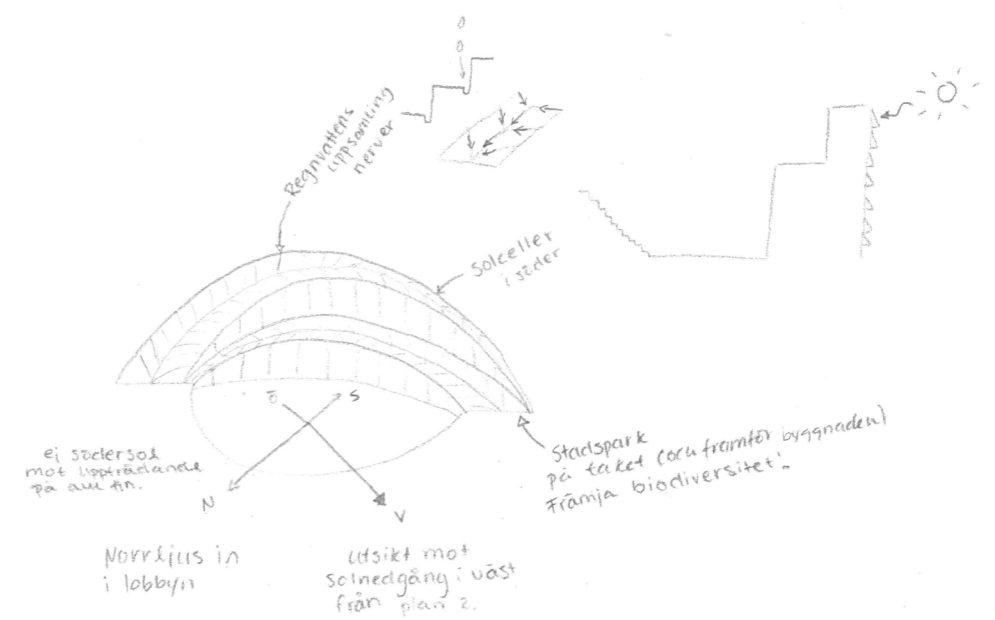 Regnvattens
uppsamling
nerver
Solceller
i söder
Ö
S
N
V
ej södersol
mot uppträdande
på
Stadspark
på taket (och framför byggnaden)
Främja biodiversitet!
Norrljus in
i lobbyn
Utsikt mot
solnedgång i väst
från plan 2.